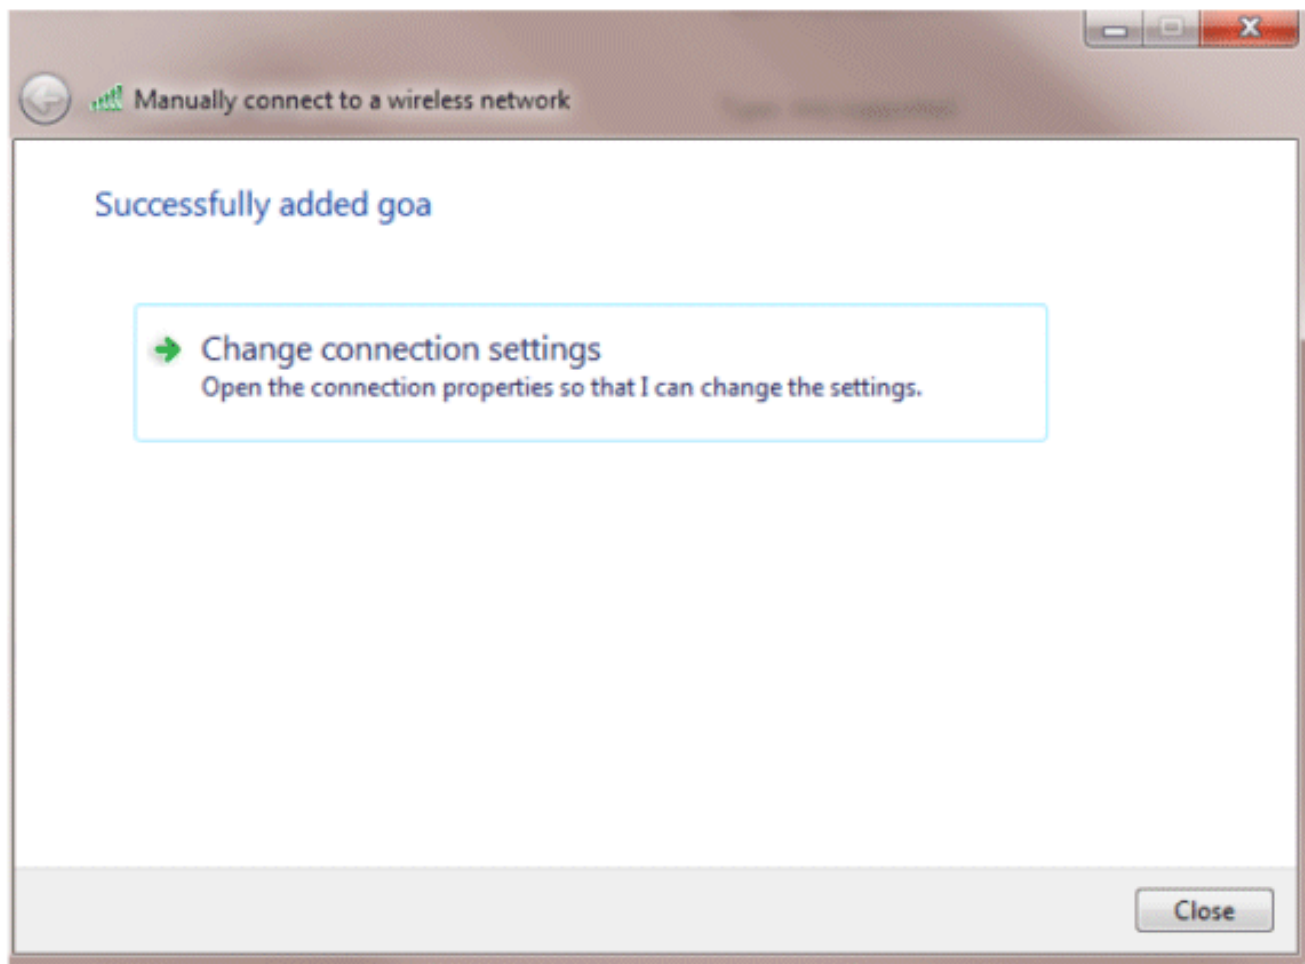 Manually connect to a wireless network
Successfully added goa
Change connection settings
Open the connection properties so that I can change the settings.
Close